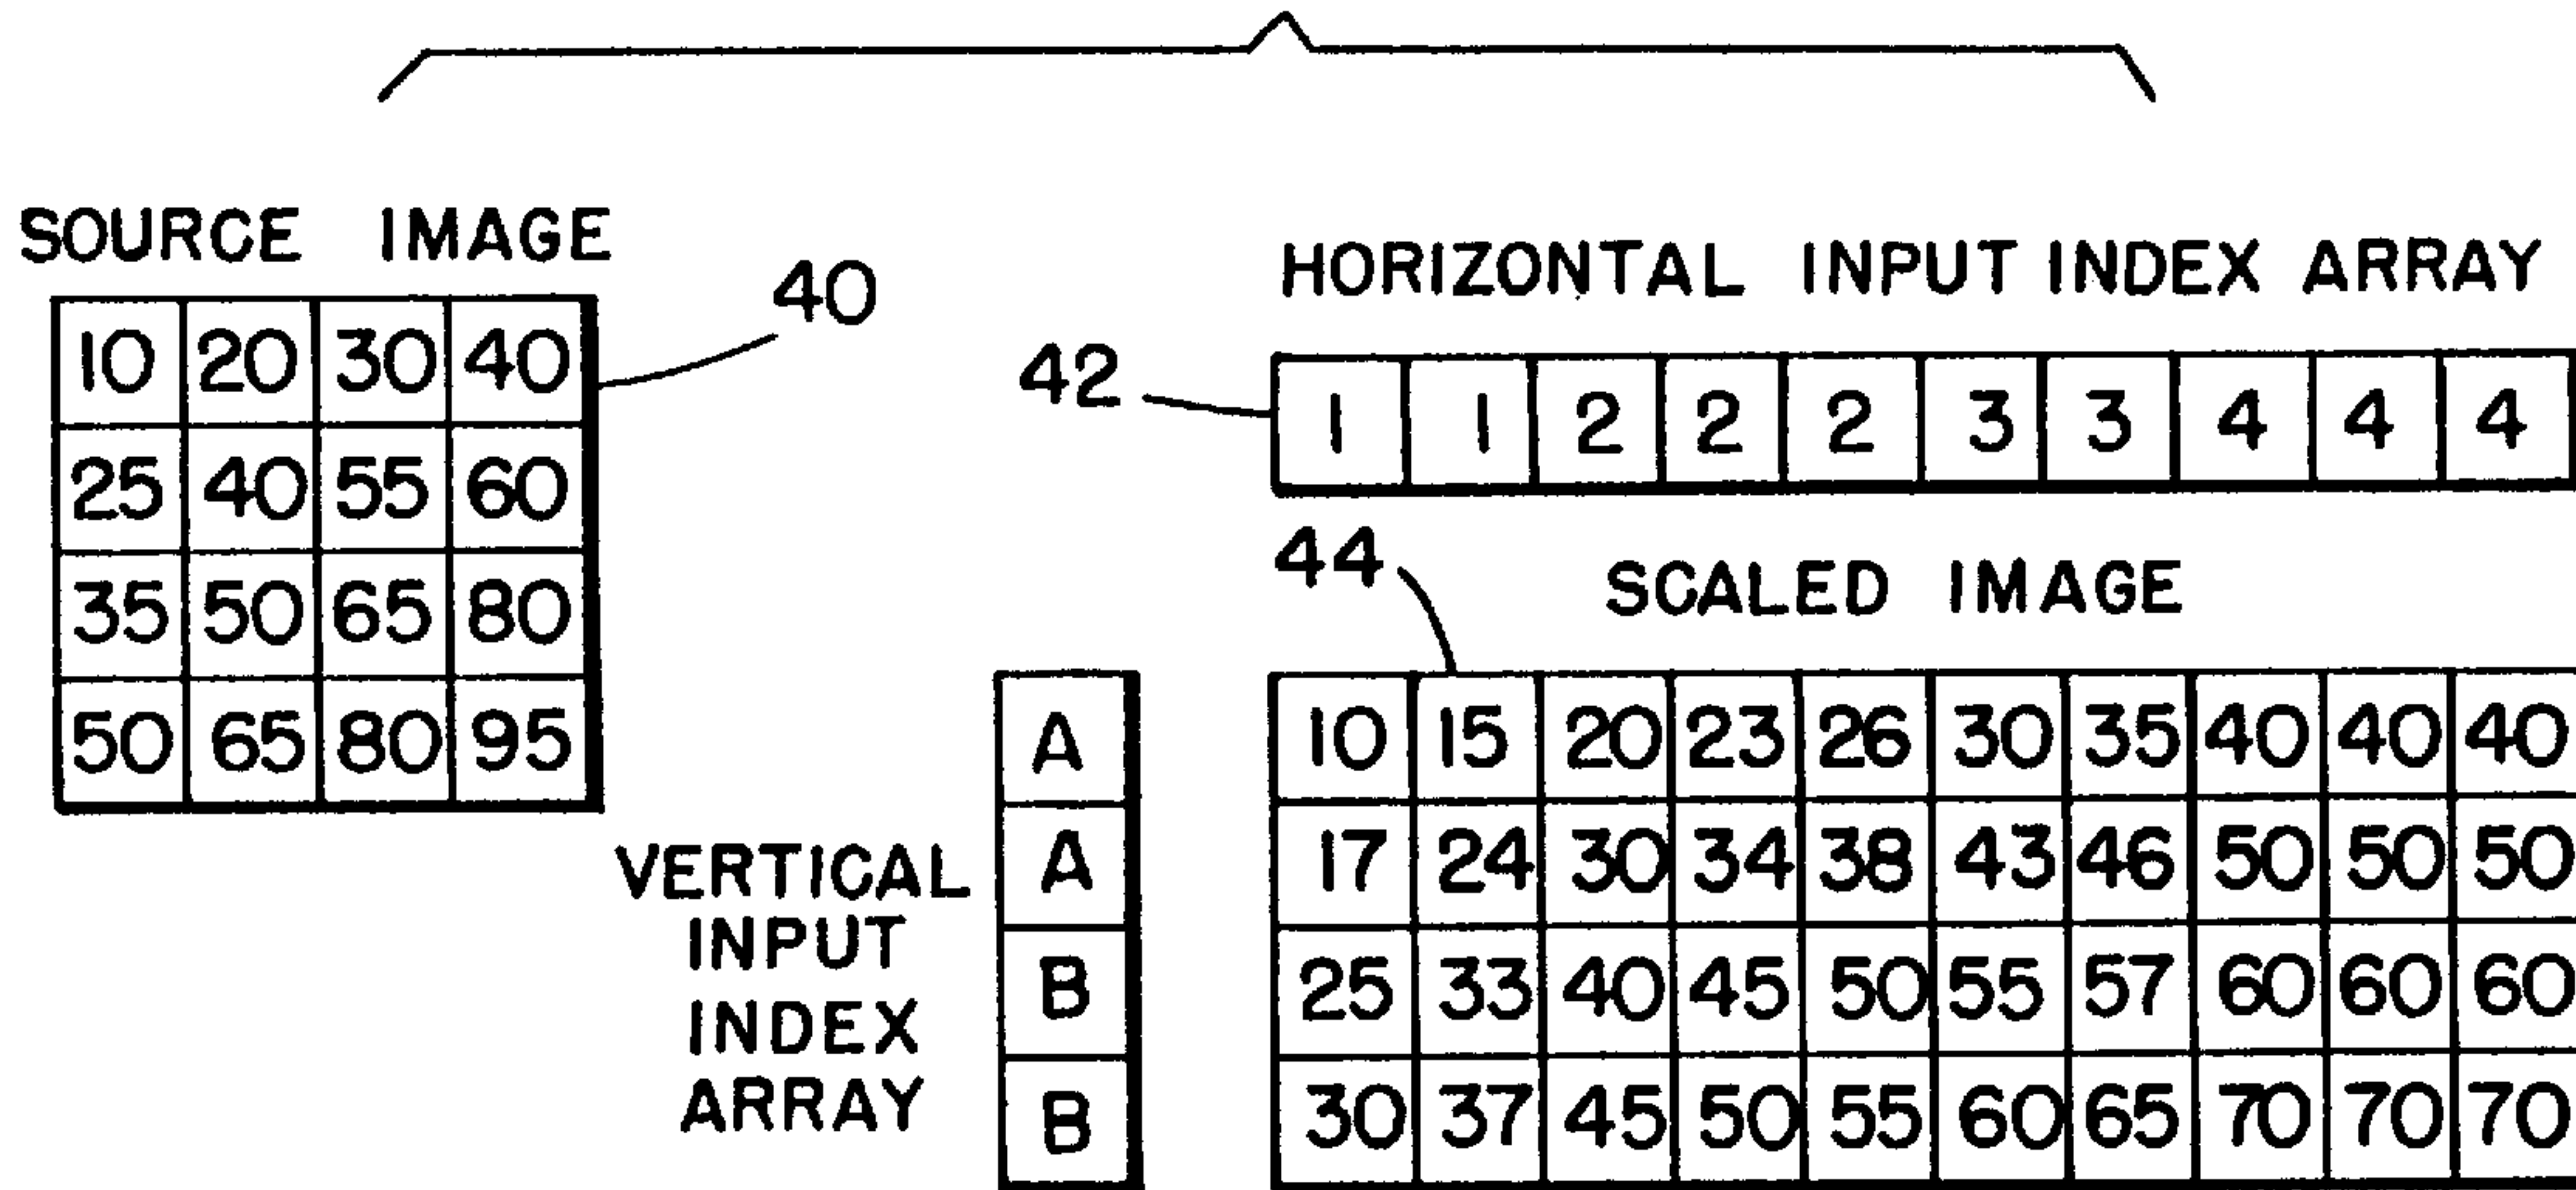 SOURCE IMAGE
40
10 20 30 40
25 40 55 60
35 50 65 80
50 65 80 95
HORIZONTAL INPUT INDEX ARRAY
42
1 1 2 2 2 3 3 4 4 4
44
SCALED IMAGE
VERTICAL
INPUT
INDEX
ARRAY
A
A
B
B
10 15 20 23 26 30 35 40 40 40
17 24 30 34 38 43 46 50 50 50
25 33 40 45 50 55 57 60 60 60
30 37 45 50 55 60 65 70 70 70